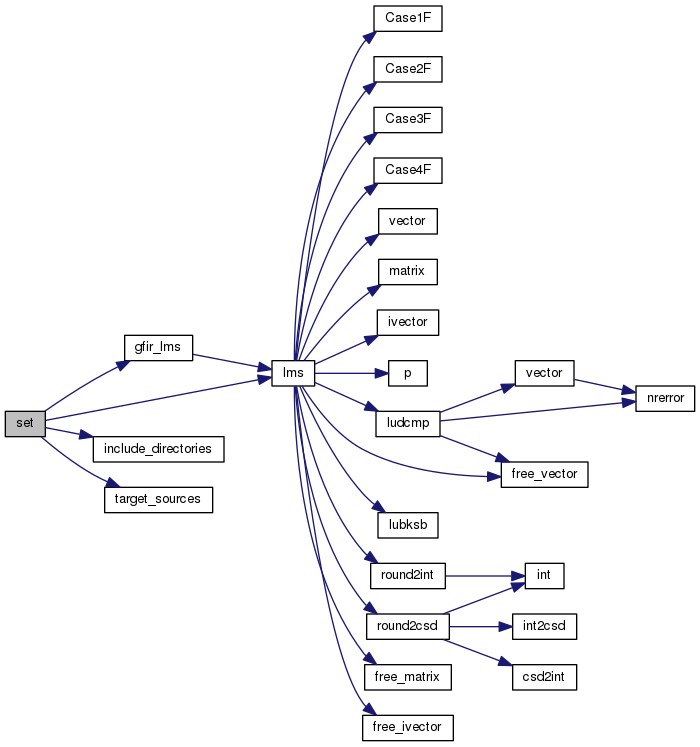 Case1F
Case2F
Case3F
Case4F
vector
matrix
ivector
gfir_lms
lms
p
vector
nrerror
set
ludcmp
include_directories
free_vector
target_sources
lubksb
round2int
int
round2csd
int2csd
free_matrix
csd2int
free_ivector